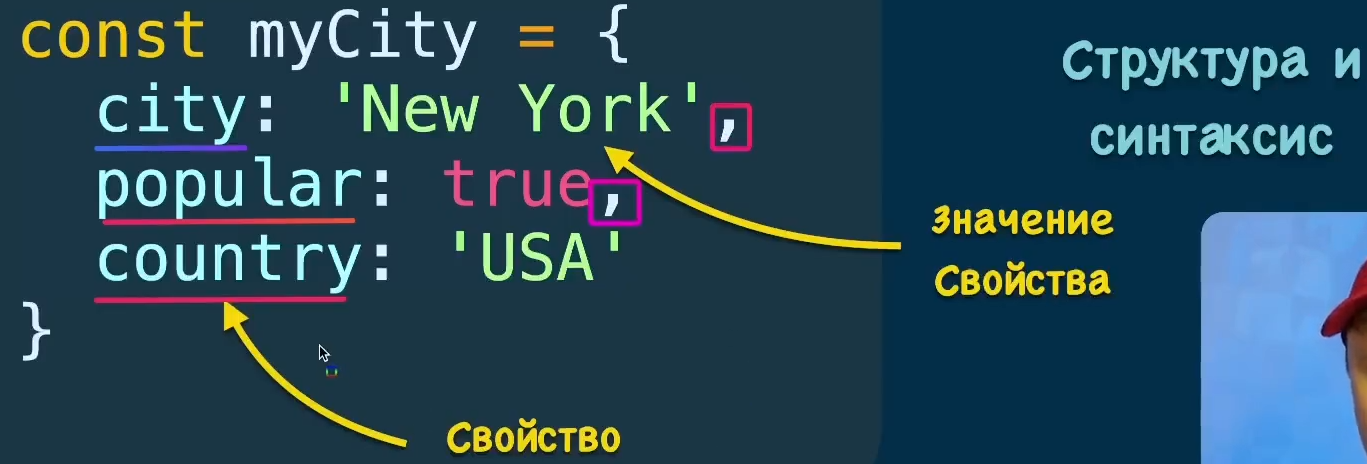 const myCity = {
city: 'New York',
popular: true,
country: 'USA'
}
Структура и
синтаксис
Значение
Свойства
Свойство